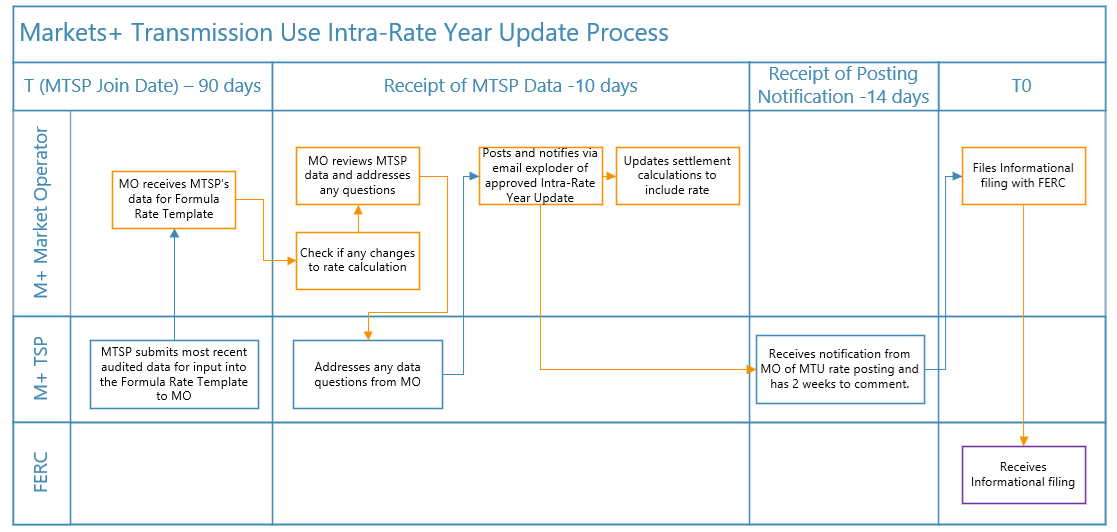 Markets+ Transmission Use Intra-Rate Year Update Process
T (MTSP Join Date) – 90 days
Receipt of MTSP Data -10 days
Receipt of Posting
Notification -14 days
T0
M+ Market Operator
MO receives MTSP's
data for Formula
Rate Template
MO reviews MTSP
data and addresses
any questions
Check if any changes
to rate calculation
Posts and notifies via
email exploder of
approved Intra-Rate
Year Update
Updates settlement
calculations to
include rate
Files Informational
filing with FERC
M+ TSP
MTSP submits most recent
audited data for input into
the Formula Rate Template
to MO
Addresses any data
questions from MO
Receives notification from
MO of MTU rate posting and
has 2 weeks to comment.
FERC
Receives
Informational filing